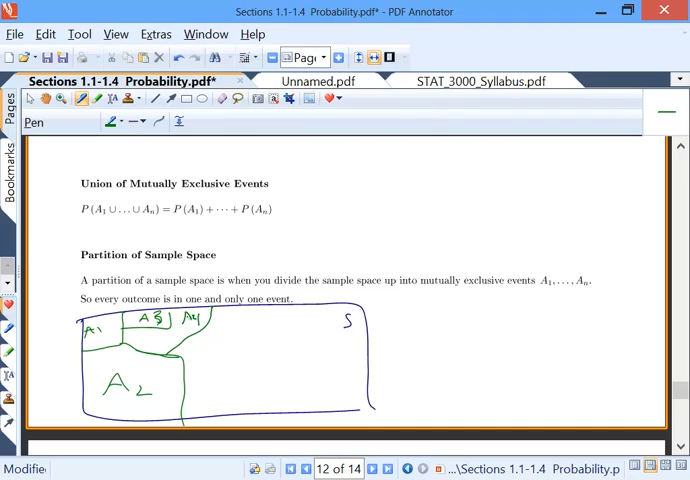 Sections 1.1-1.4 Probability.pdf* - PDF Annotator
File Edit Tool View Extras Window Help
Page
Sections 1.1-1.4 Probability.pdf* Unnamed.pdf STAT_3000_Syllabus.pdf
Pages
Bookmarks
Pen
Union of Mutually Exclusive Events
P (A1 ∪ … ∪ An) = P (A1) + ⋯ + P (An)
Partition of Sample Space
A partition of a sample space is when you divide the sample space up into mutually exclusive events A1, …, An.
So every outcome is in one and only one event.
A1 A3 A4 S
A2
Modifie 12 of 14 ...\Sections 1.1-1.4 Probability.p